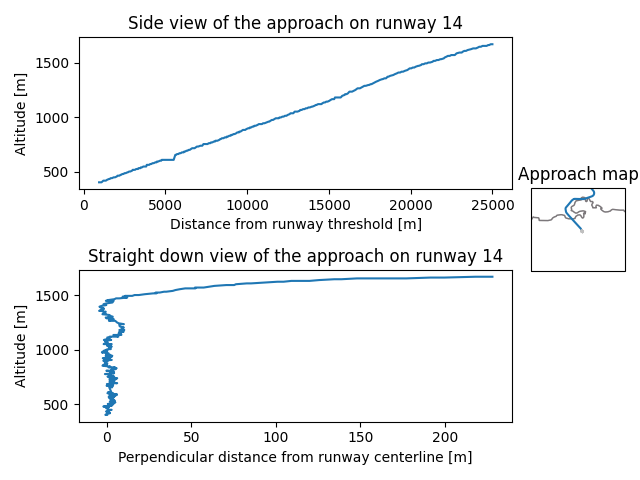 Side view of the approach on runway 14
Altitude [m]
1500
1000
500
0 5000 10000 15000 20000 25000
Distance from runway threshold [m]
Approach map
Straight down view of the approach on runway 14
Altitude [m]
1500
1000
500
0 50 100 150 200
Perpendicular distance from runway centerline [m]